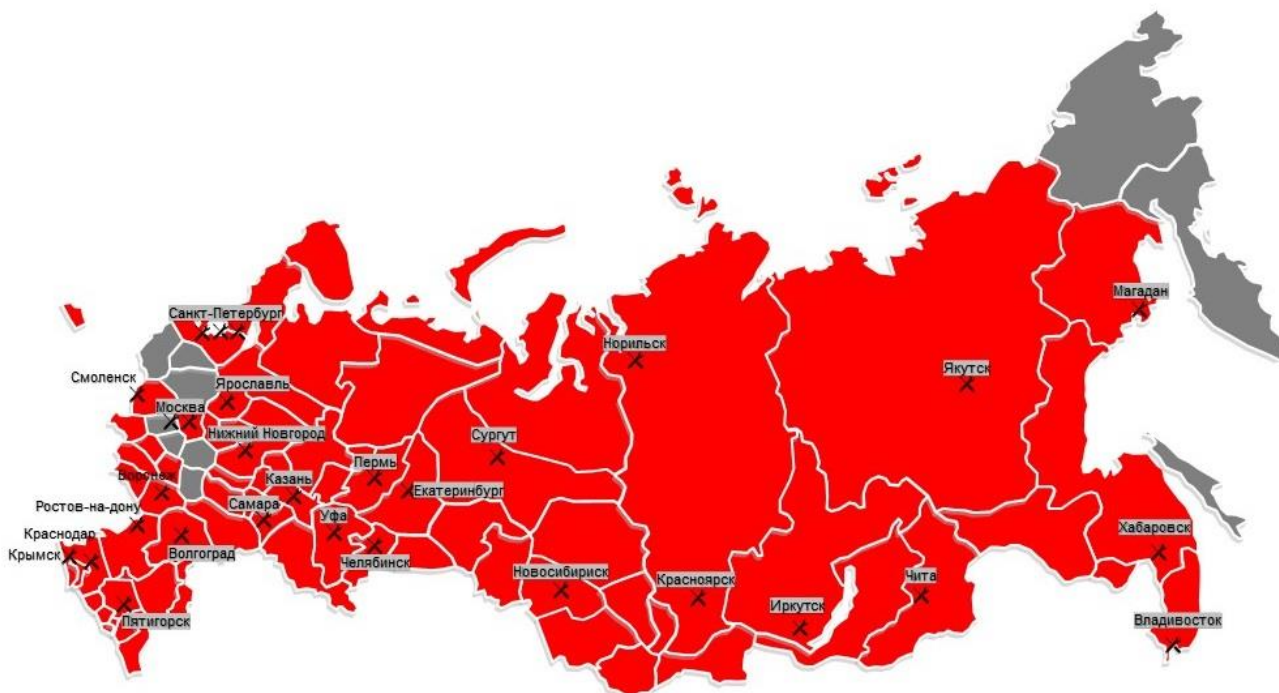 Магадан
Санкт-Петербург
Норильск
Якутск
Смоленск
Ярославль
Москва
Нижний Новгород
Сургут
Воронеж
Казань
Пермь
Екатеринбург
Ростов-на-дону
Самара
Уфа
Хабаровск
Краснодар
Крымск
Волгоград
Челябинск
Новосибириск
Красноярск
Чита
Иркутск
Пятигорск
Владивосток